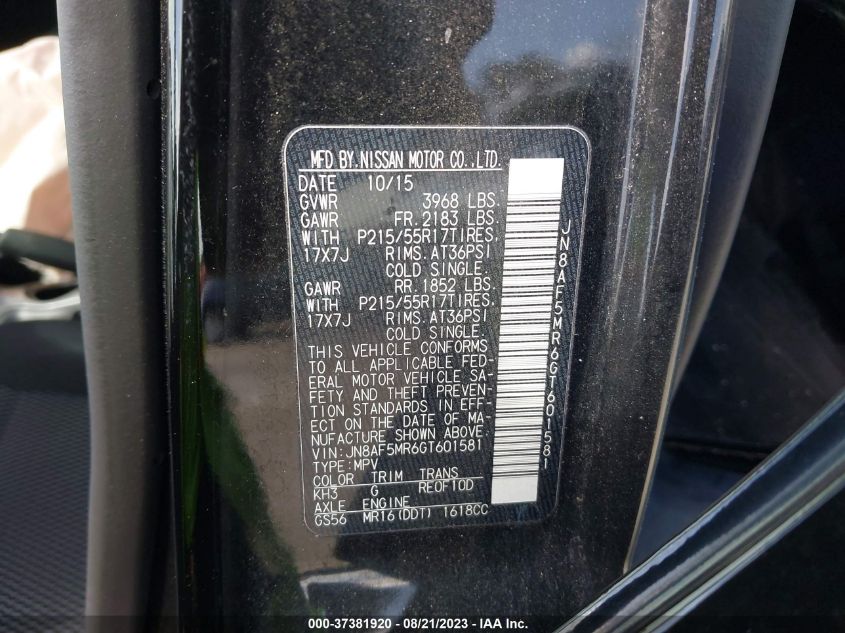 MFD.BY.NISSAN MOTOR CO.,LTD.
DATE 10/15
GVWR 3968 LBS.
GAWR FR.2183 LBS.
WITH P215/55R17TIRES,
17X7J RIMS.AT36PSI
COLD SINGLE.
GAWR RR.1852 LBS.
WITH P215/55R17TIRES,
17X7J RIMS.AT36PSI
COLD SINGLE.
THIS VEHICLE CONFORMS
TO ALL APPLICABLE FED-
ERAL MOTOR VEHICLE SA-
FETY AND THEFT PREVEN-
TION STANDARDS IN EFF-
ECT ON THE DATE OF MA-
NUFACTURE SHOWN ABOVE.
VIN:JN8AF5MR6GT601581
TYPE:MPV
COLOR TRIM TRANS
KH3 G REOF10D
AXLE ENGINE
GS56 MR16(DDT) 1618CC
JN8AF5MR6GT601581
000-37381920 - 08/21/2023 - IAAI.com/IAAI Inc.